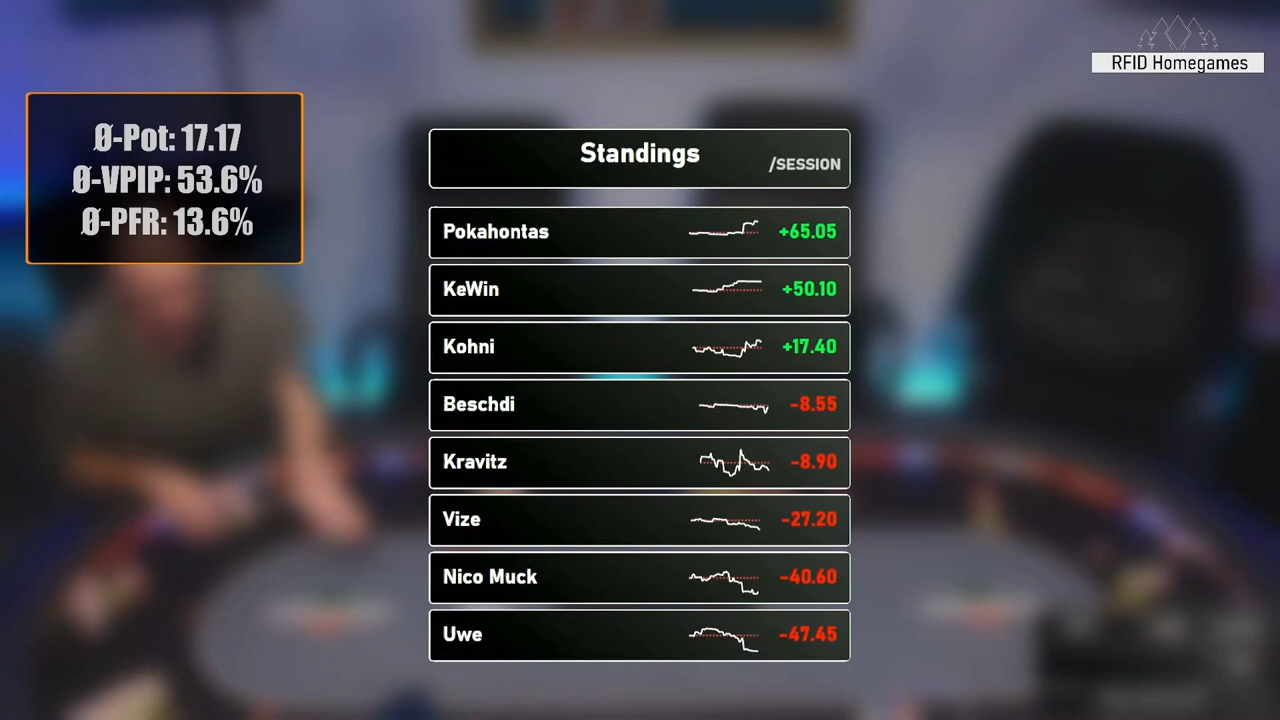 RFID Homegames
Ø-Pot: 17.17
Ø-VPIP: 53.6%
Ø-PFR: 13.6%
Standings /SESSION
Pokahontas +65.05
KeWin +50.10
Kohni +17.40
Beschdi -8.55
Kravitz -8.90
Vize -27.20
Nico Muck -40.60
Uwe -47.45